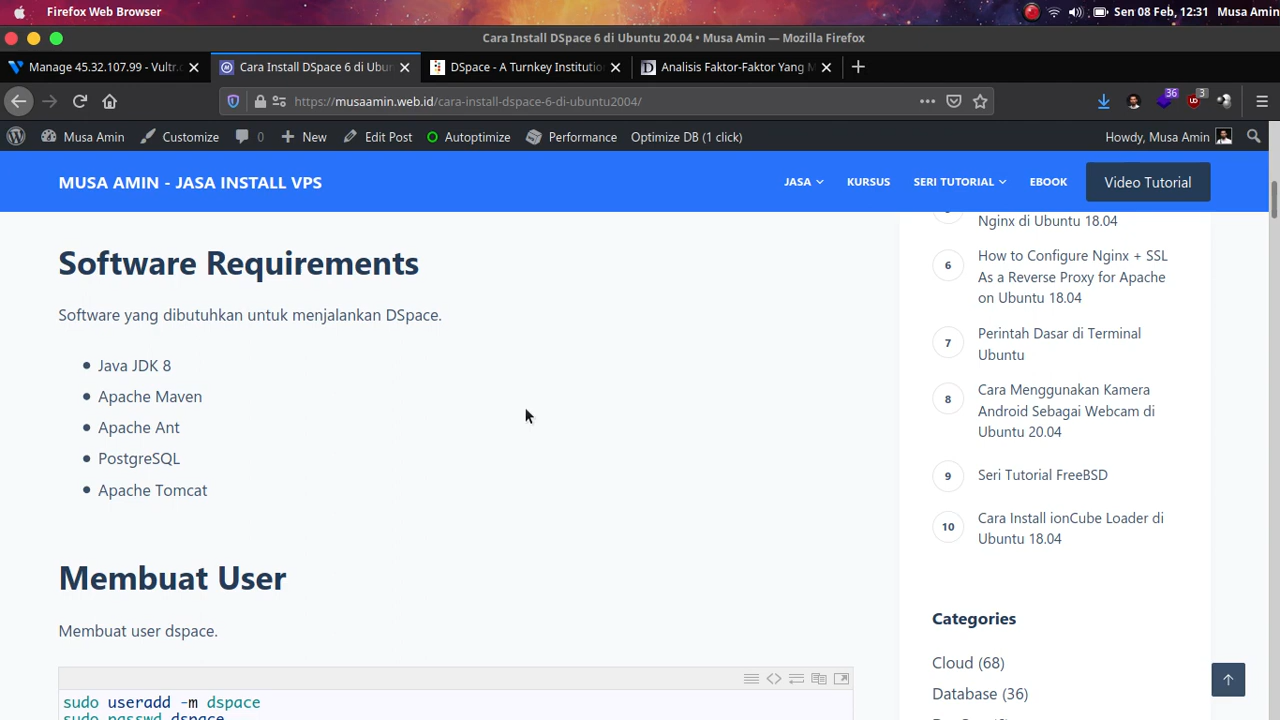 Firefox Web Browser
Sen 08 Feb, 12:31 Musa Amin
Cara Install DSpace 6 di Ubuntu 20.04 • Musa Amin — Mozilla Firefox
Manage 45.32.107.99 - Vultr.
Cara Install DSpace 6 di Ubu
DSpace - A Turnkey Institutio
Analisis Faktor-Faktor Yang M
https://musaamin.web.id/cara-install-dspace-6-di-ubuntu2004/
36
3
Musa Amin
Customize
0
New
Edit Post
Autoptimize
Performance
Optimize DB (1 click)
Howdy, Musa Amin
MUSA AMIN - JASA INSTALL VPS
JASA
KURSUS
SERI TUTORIAL
EBOOK
Video Tutorial
Software Requirements
Software yang dibutuhkan untuk menjalankan DSpace.
• Java JDK 8
• Apache Maven
• Apache Ant
• PostgreSQL
• Apache Tomcat
Membuat User
Membuat user dspace.
sudo useradd -m dspace
sudo passwd dspace
Nginx di Ubuntu 18.04
6
How to Configure Nginx + SSL
As a Reverse Proxy for Apache
on Ubuntu 18.04
7
Perintah Dasar di Terminal
Ubuntu
8
Cara Menggunakan Kamera
Android Sebagai Webcam di
Ubuntu 20.04
9
Seri Tutorial FreeBSD
10
Cara Install ionCube Loader di
Ubuntu 18.04
Categories
Cloud (68)
Database (36)